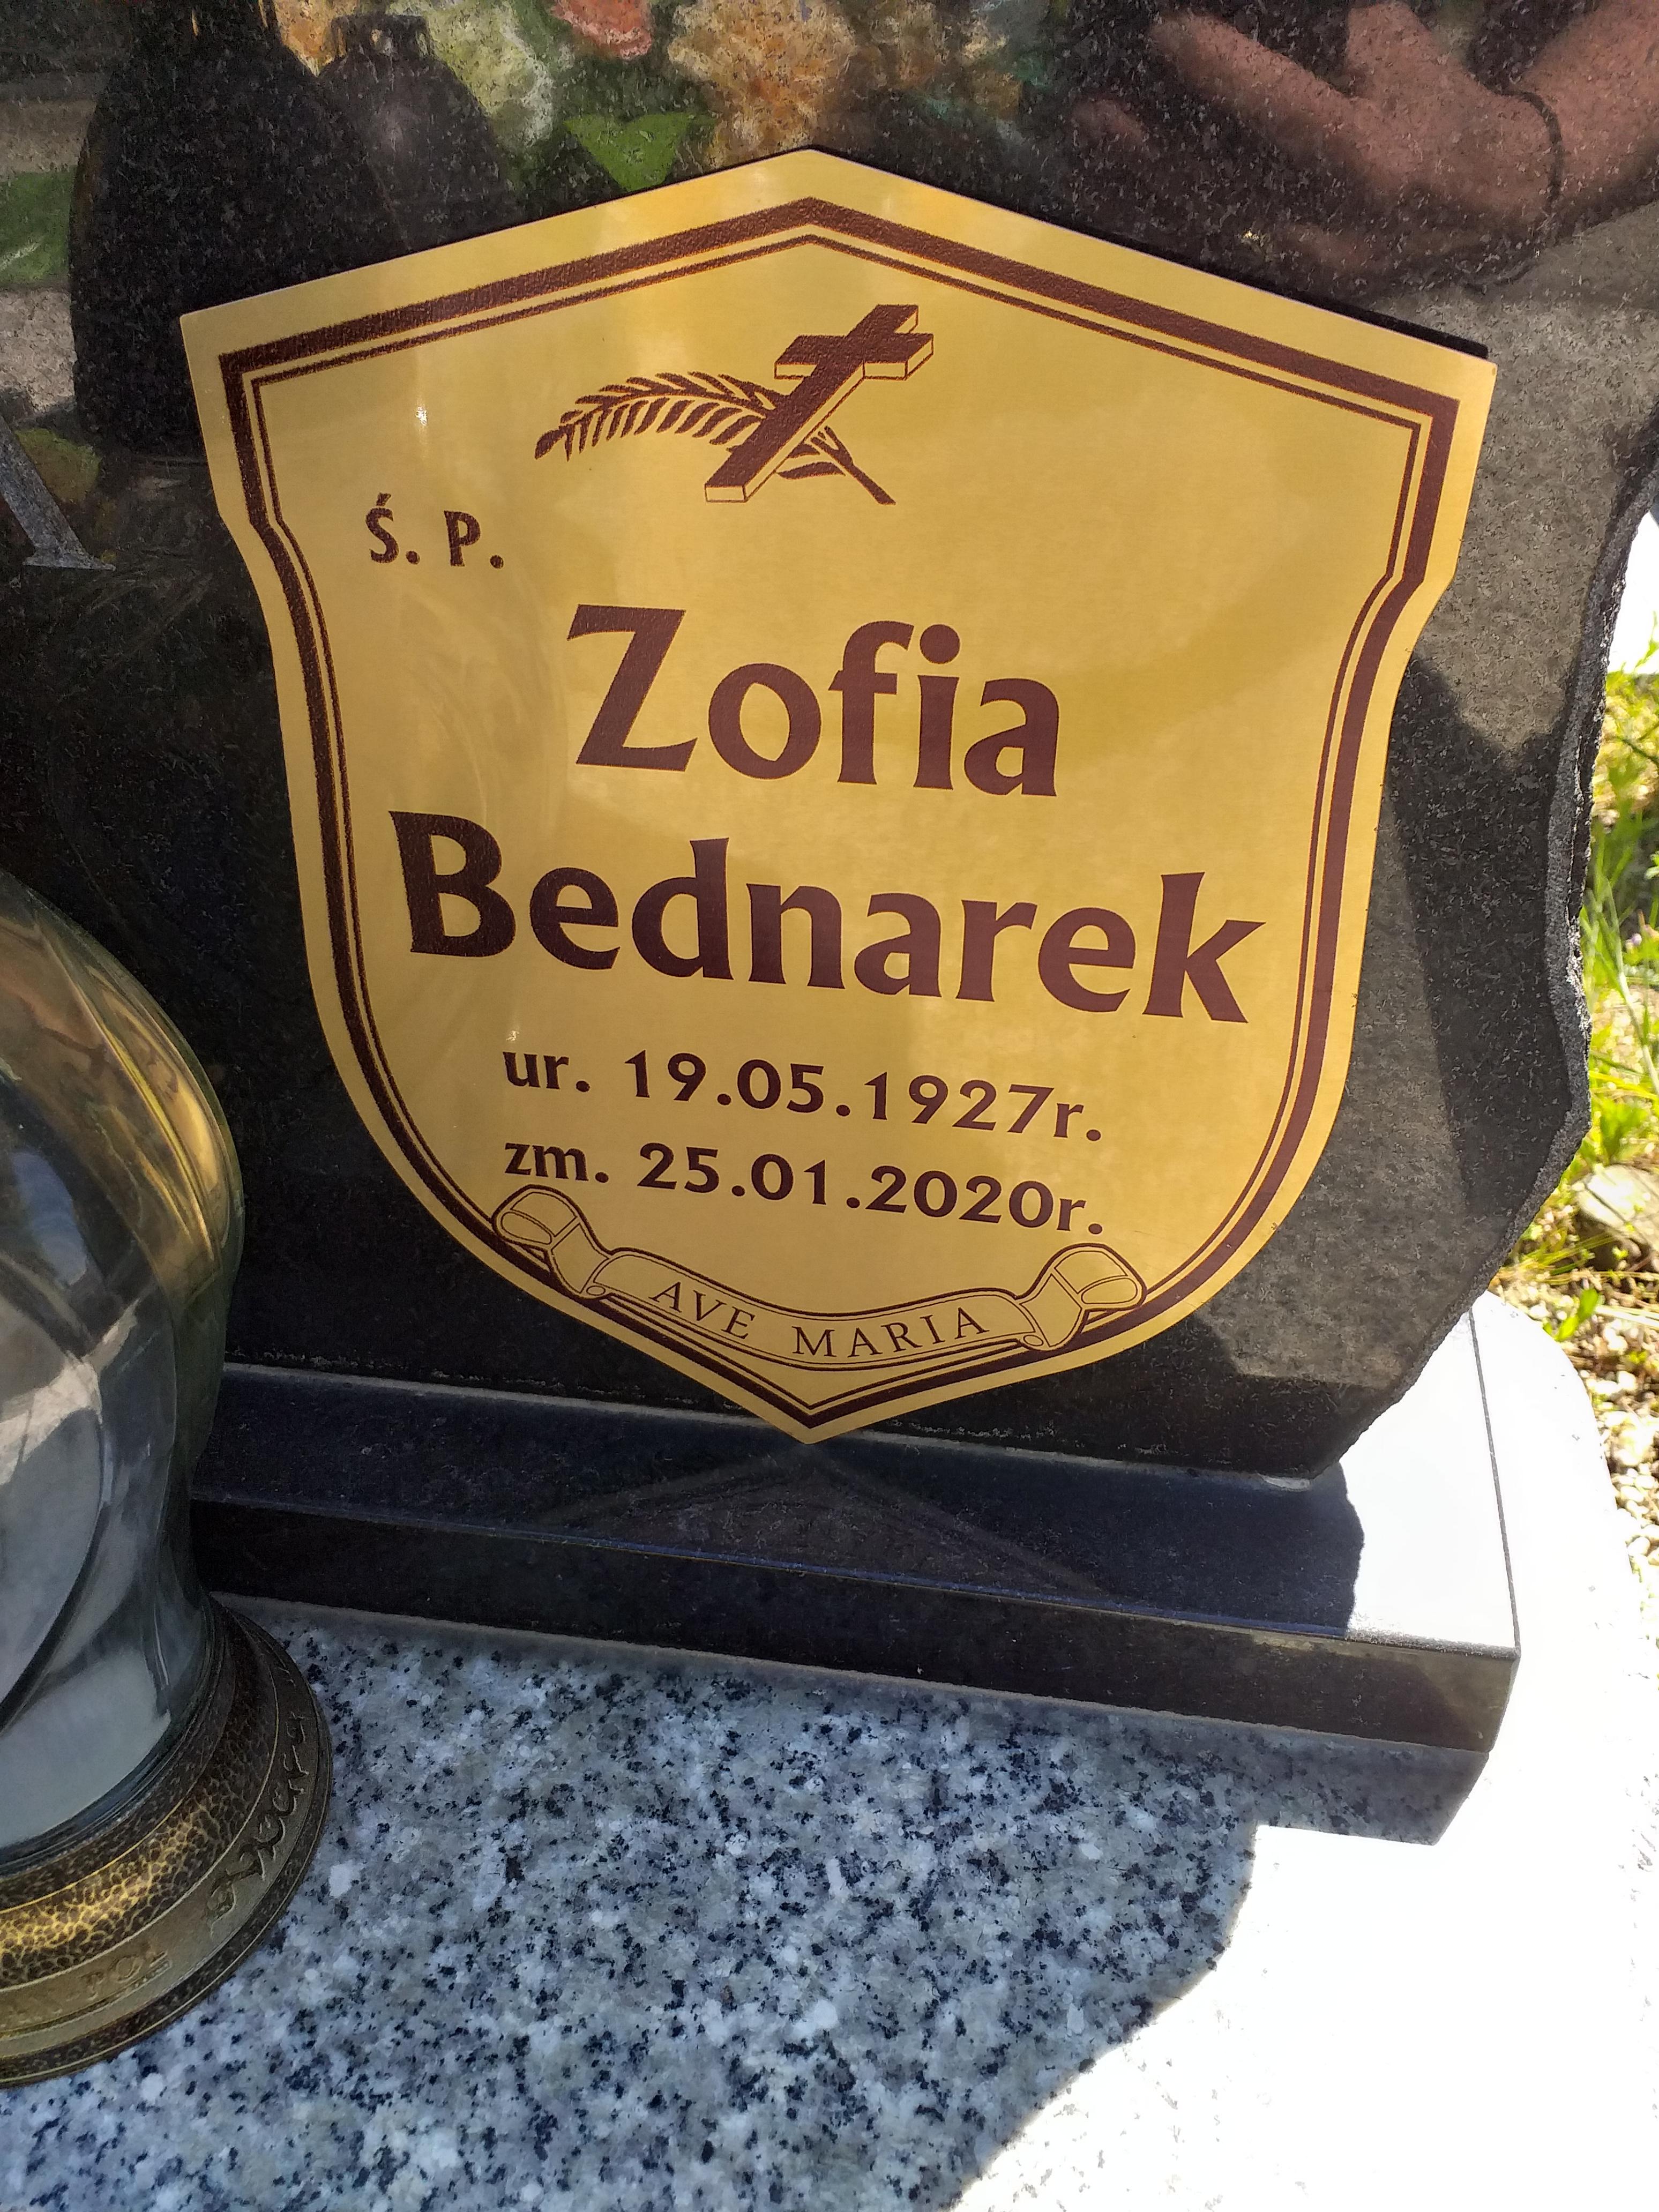 Ś. P.
Zofia
Bednarek
ur. 19.05.1927r.
zm. 25.01.2020r.
AVE MARIA